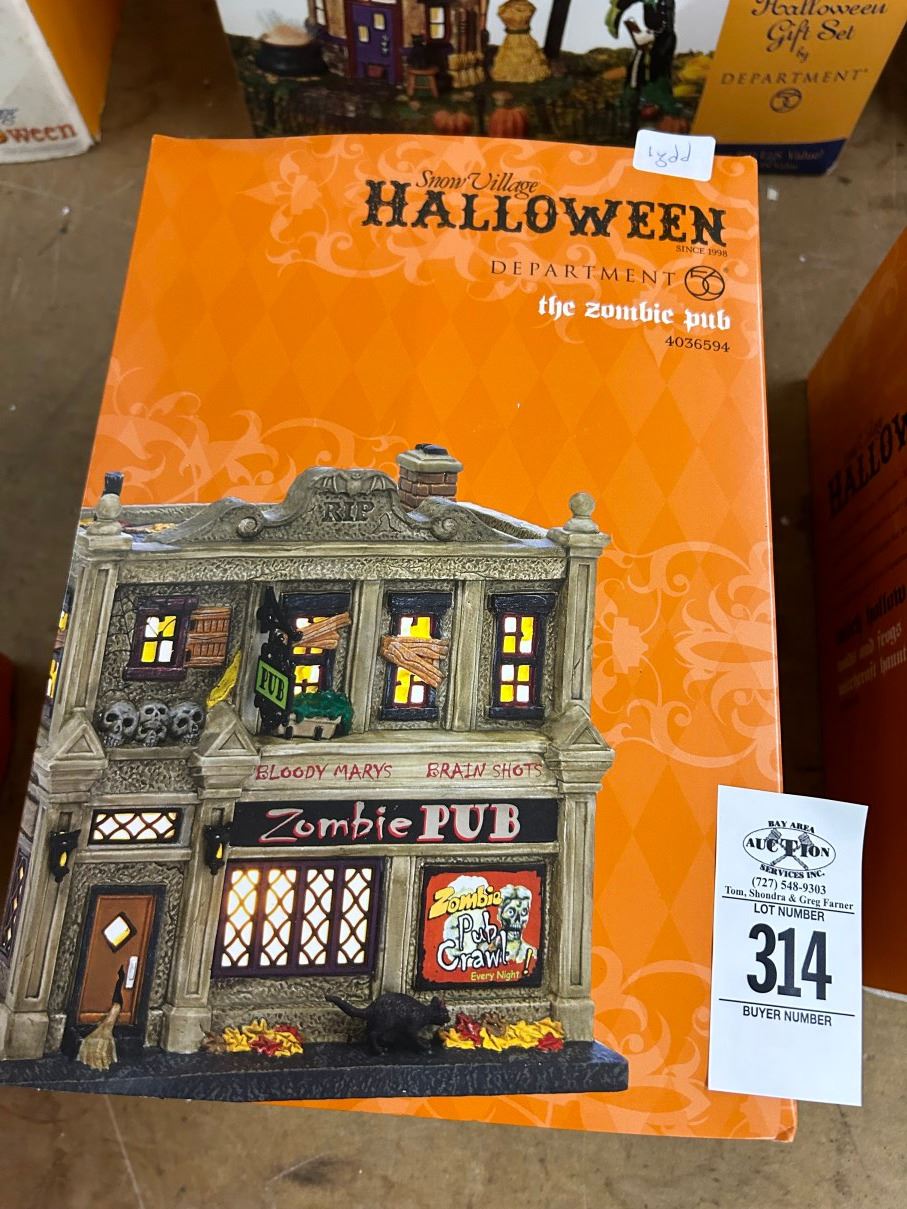 Halloween
Gift Set
by
DEPARTMENT
56
Snow Village
HALLOWEEN
SINCE 1998
DEPARTMENT 56
the zombie pub
4036594
RIP
PUB
BLOODY MARYS BRAIN SHOTS
Zombie PUB
Zombie
Pub
Crawl
Every Night!
BAY AREA
AUCTION
SERVICES INC.
(727) 548-9303
Tom, Shondra & Greg Farner
LOT NUMBER
314
BUYER NUMBER
HALLOW